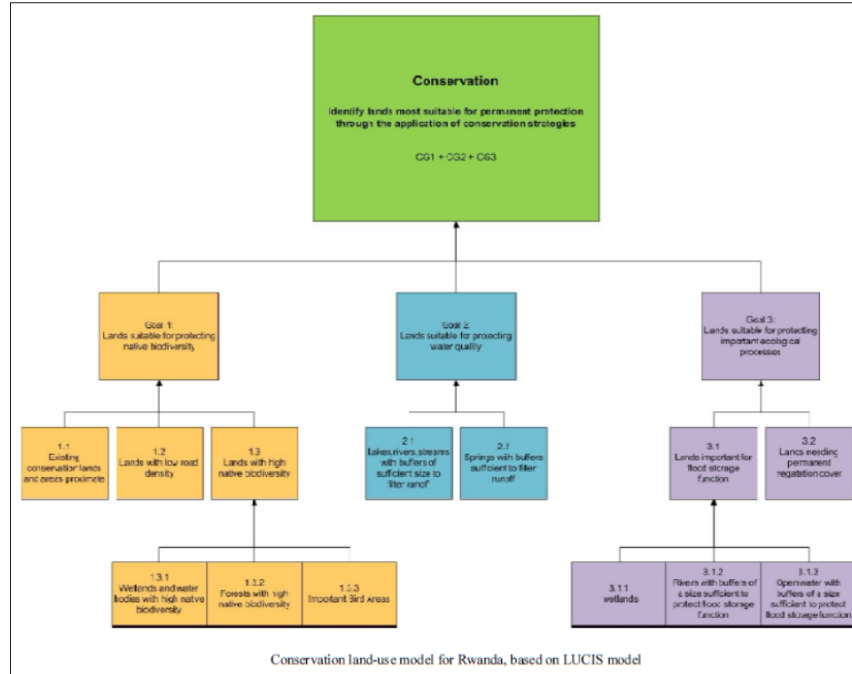 Conservation
Identify lands most suitable for permanent protection
through the application of conservation strategies
CG1 + CG2 + CG3
Goal 1:
Lands suitable for protecting
native biodiversity
Goal 2:
Lands suitable for protecting
water quality
Goal 3:
Lands suitable for protecting
important ecological
processes
1.1
Existing
conservation lands
and areas proximate
1.2
Lands with low road
density
1.3
Lands with high
native biodiversity
2.1
Lakes,rivers,streams
with buffers of
sufficient size to
filter runoff
2.2
Springs with buffers
sufficient to filter
runoff
3.1
Lands important for
flood storage
function
3.2
Lands needing
permanent
cover
1.3.1
Wetlands and water
bodies with high native
biodiversity
1.3.2
Forests with high
native biodiversity
1.3.3
Important Bird Areas
3.1.1
wetlands
3.1.2
Rivers with buffers of
a size sufficient to
protect flood storage
function
3.1.3
Open water with
buffers of a size
sufficient to protect
flood storage function
Conservation land-use model for Rwanda, based on LUCIS model